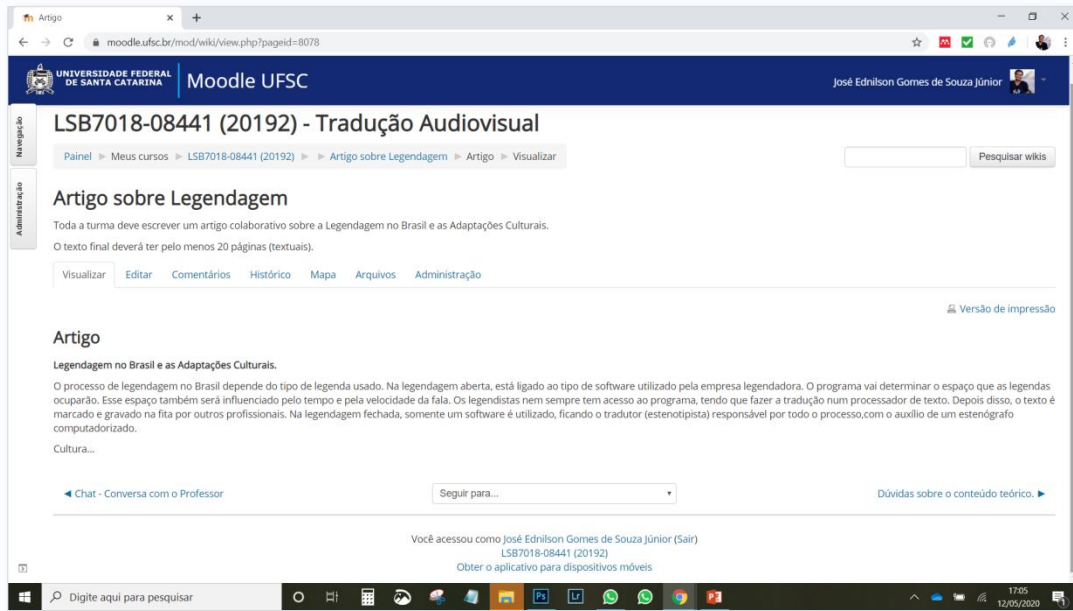 Artigo
moodle.ufsc.br/mod/wiki/view.php?pageid=8078
UNIVERSIDADE FEDERAL
DE SANTA CATARINA
Moodle UFSC
José Ednilson Gomes de Souza Júnior
Navegação
Administração
LSB7018-08441 (20192) - Tradução Audiovisual
Painel ▶ Meus cursos ▶ LSB7018-08441 (20192) ▶ ▶ Artigo sobre Legendagem ▶ Artigo ▶ Visualizar
Pesquisar wikis
Artigo sobre Legendagem
Toda a turma deve escrever um artigo colaborativo sobre a Legendagem no Brasil e as Adaptações Culturais.
O texto final deverá ter pelo menos 20 páginas (textuais).
Visualizar Editar Comentários Histórico Mapa Arquivos Administração
Versão de impressão
Artigo
Legendagem no Brasil e as Adaptações Culturais.
O processo de legendagem no Brasil depende do tipo de legenda usado. Na legendagem aberta, está ligado ao tipo de software utilizado pela empresa legendadora. O programa vai determinar o espaço que as legendas
ocuparão. Esse espaço também será influenciado pelo tempo e pela velocidade da fala. Os legendistas nem sempre tem acesso ao programa, tendo que fazer a tradução num processador de texto. Depois disso, o texto é
marcado e gravado na fita por outros profissionais. Na legendagem fechada, somente um software é utilizado, ficando o tradutor (estenotipista) responsável por todo o processo,com o auxílio de um estenógrafo
computadorizado.
Cultura...
◀ Chat - Conversa com o Professor
Seguir para...
Dúvidas sobre o conteúdo teórico. ▶
Você acessou como José Ednilson Gomes de Souza Júnior (Sair)
LSB7018-08441 (20192)
Obter o aplicativo para dispositivos móveis
Digite aqui para pesquisar
Ps
Lr
17:05
12/05/2020